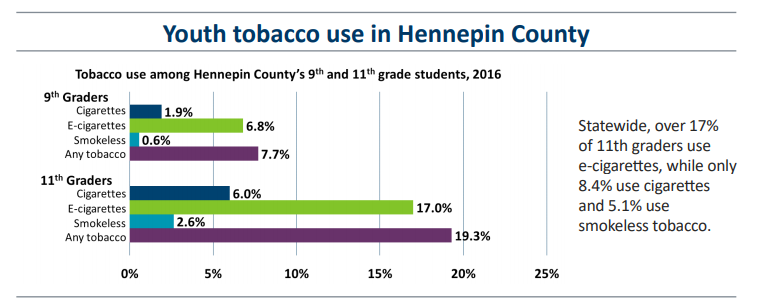 Youth tobacco use in Hennepin County
Tobacco use among Hennepin County's 9th and 11th grade students, 2016
9th Graders
Cigarettes 1.9%
E-cigarettes 6.8%
Smokeless 0.6%
Any tobacco 7.7%
11th Graders
Cigarettes 6.0%
E-cigarettes 17.0%
Smokeless 2.6%
Any tobacco 19.3%
0% 5% 10% 15% 20% 25%
Statewide, over 17%
of 11th graders use
e-cigarettes, while only
8.4% use cigarettes
and 5.1% use
smokeless tobacco.